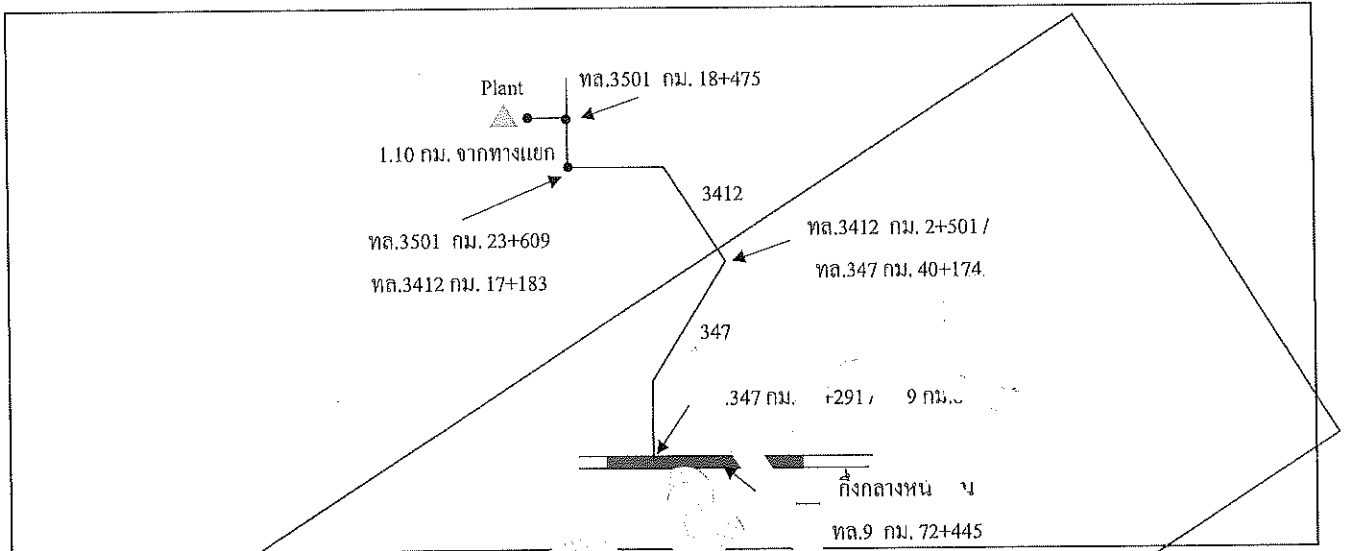 Plant
ทล.3501 กม. 18+475
1.10 กม. จากทางแยก
3412
ทล.3501 กม. 23+609
ทล.3412 กม. 17+183
ทล.3412 กม. 2+501 /
ทล.347 กม. 40+174
347
.347 กม. +291 / 9 กม.
กึ่งกลางหน
ทล.9 กม. 72+445